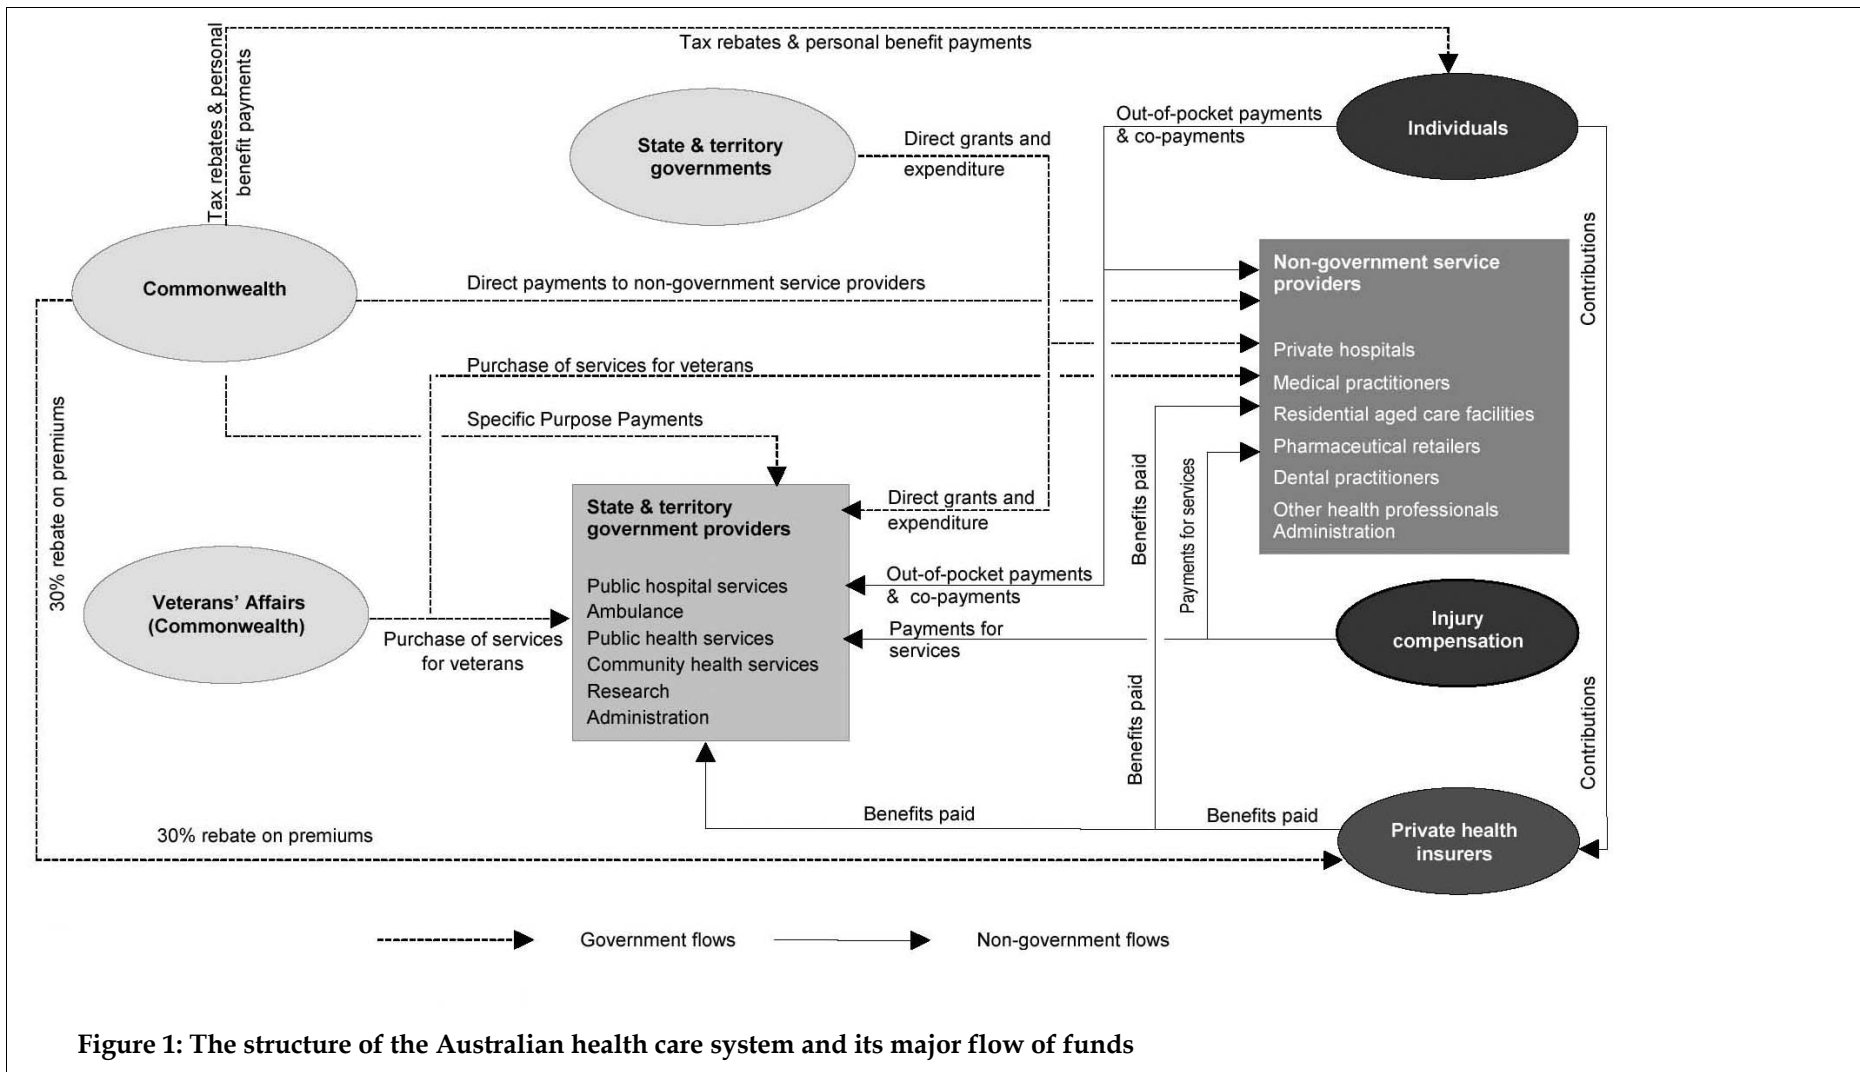 Tax rebates & personal benefit payments
Tax rebates & personal
benefit payments
Individuals
Out-of-pocket payments
& co-payments
State & territory
governments
Direct grants and
expenditure
Contributions
Commonwealth
Direct payments to non-government service providers
Non-government service
providers
Private hospitals
Medical practitioners
Residential aged care facilities
Pharmaceutical retailers
Dental practitioners
Other health professionals
Administration
Purchase of services for veterans
Specific Purpose Payments
30% rebate on premiums
State & territory
government providers
Public hospital services
Ambulance
Public health services
Community health services
Research
Administration
Direct grants and
expenditure
Benefits paid
Payments for services
Out-of-pocket payments
& co-payments
Veterans’ Affairs
(Commonwealth)
Purchase of services
for veterans
Payments for
services
Injury
compensation
Benefits paid
Contributions
Benefits paid
Benefits paid
Private health
insurers
30% rebate on premiums
Government flows
Non-government flows
Figure 1: The structure of the Australian health care system and its major flow of funds